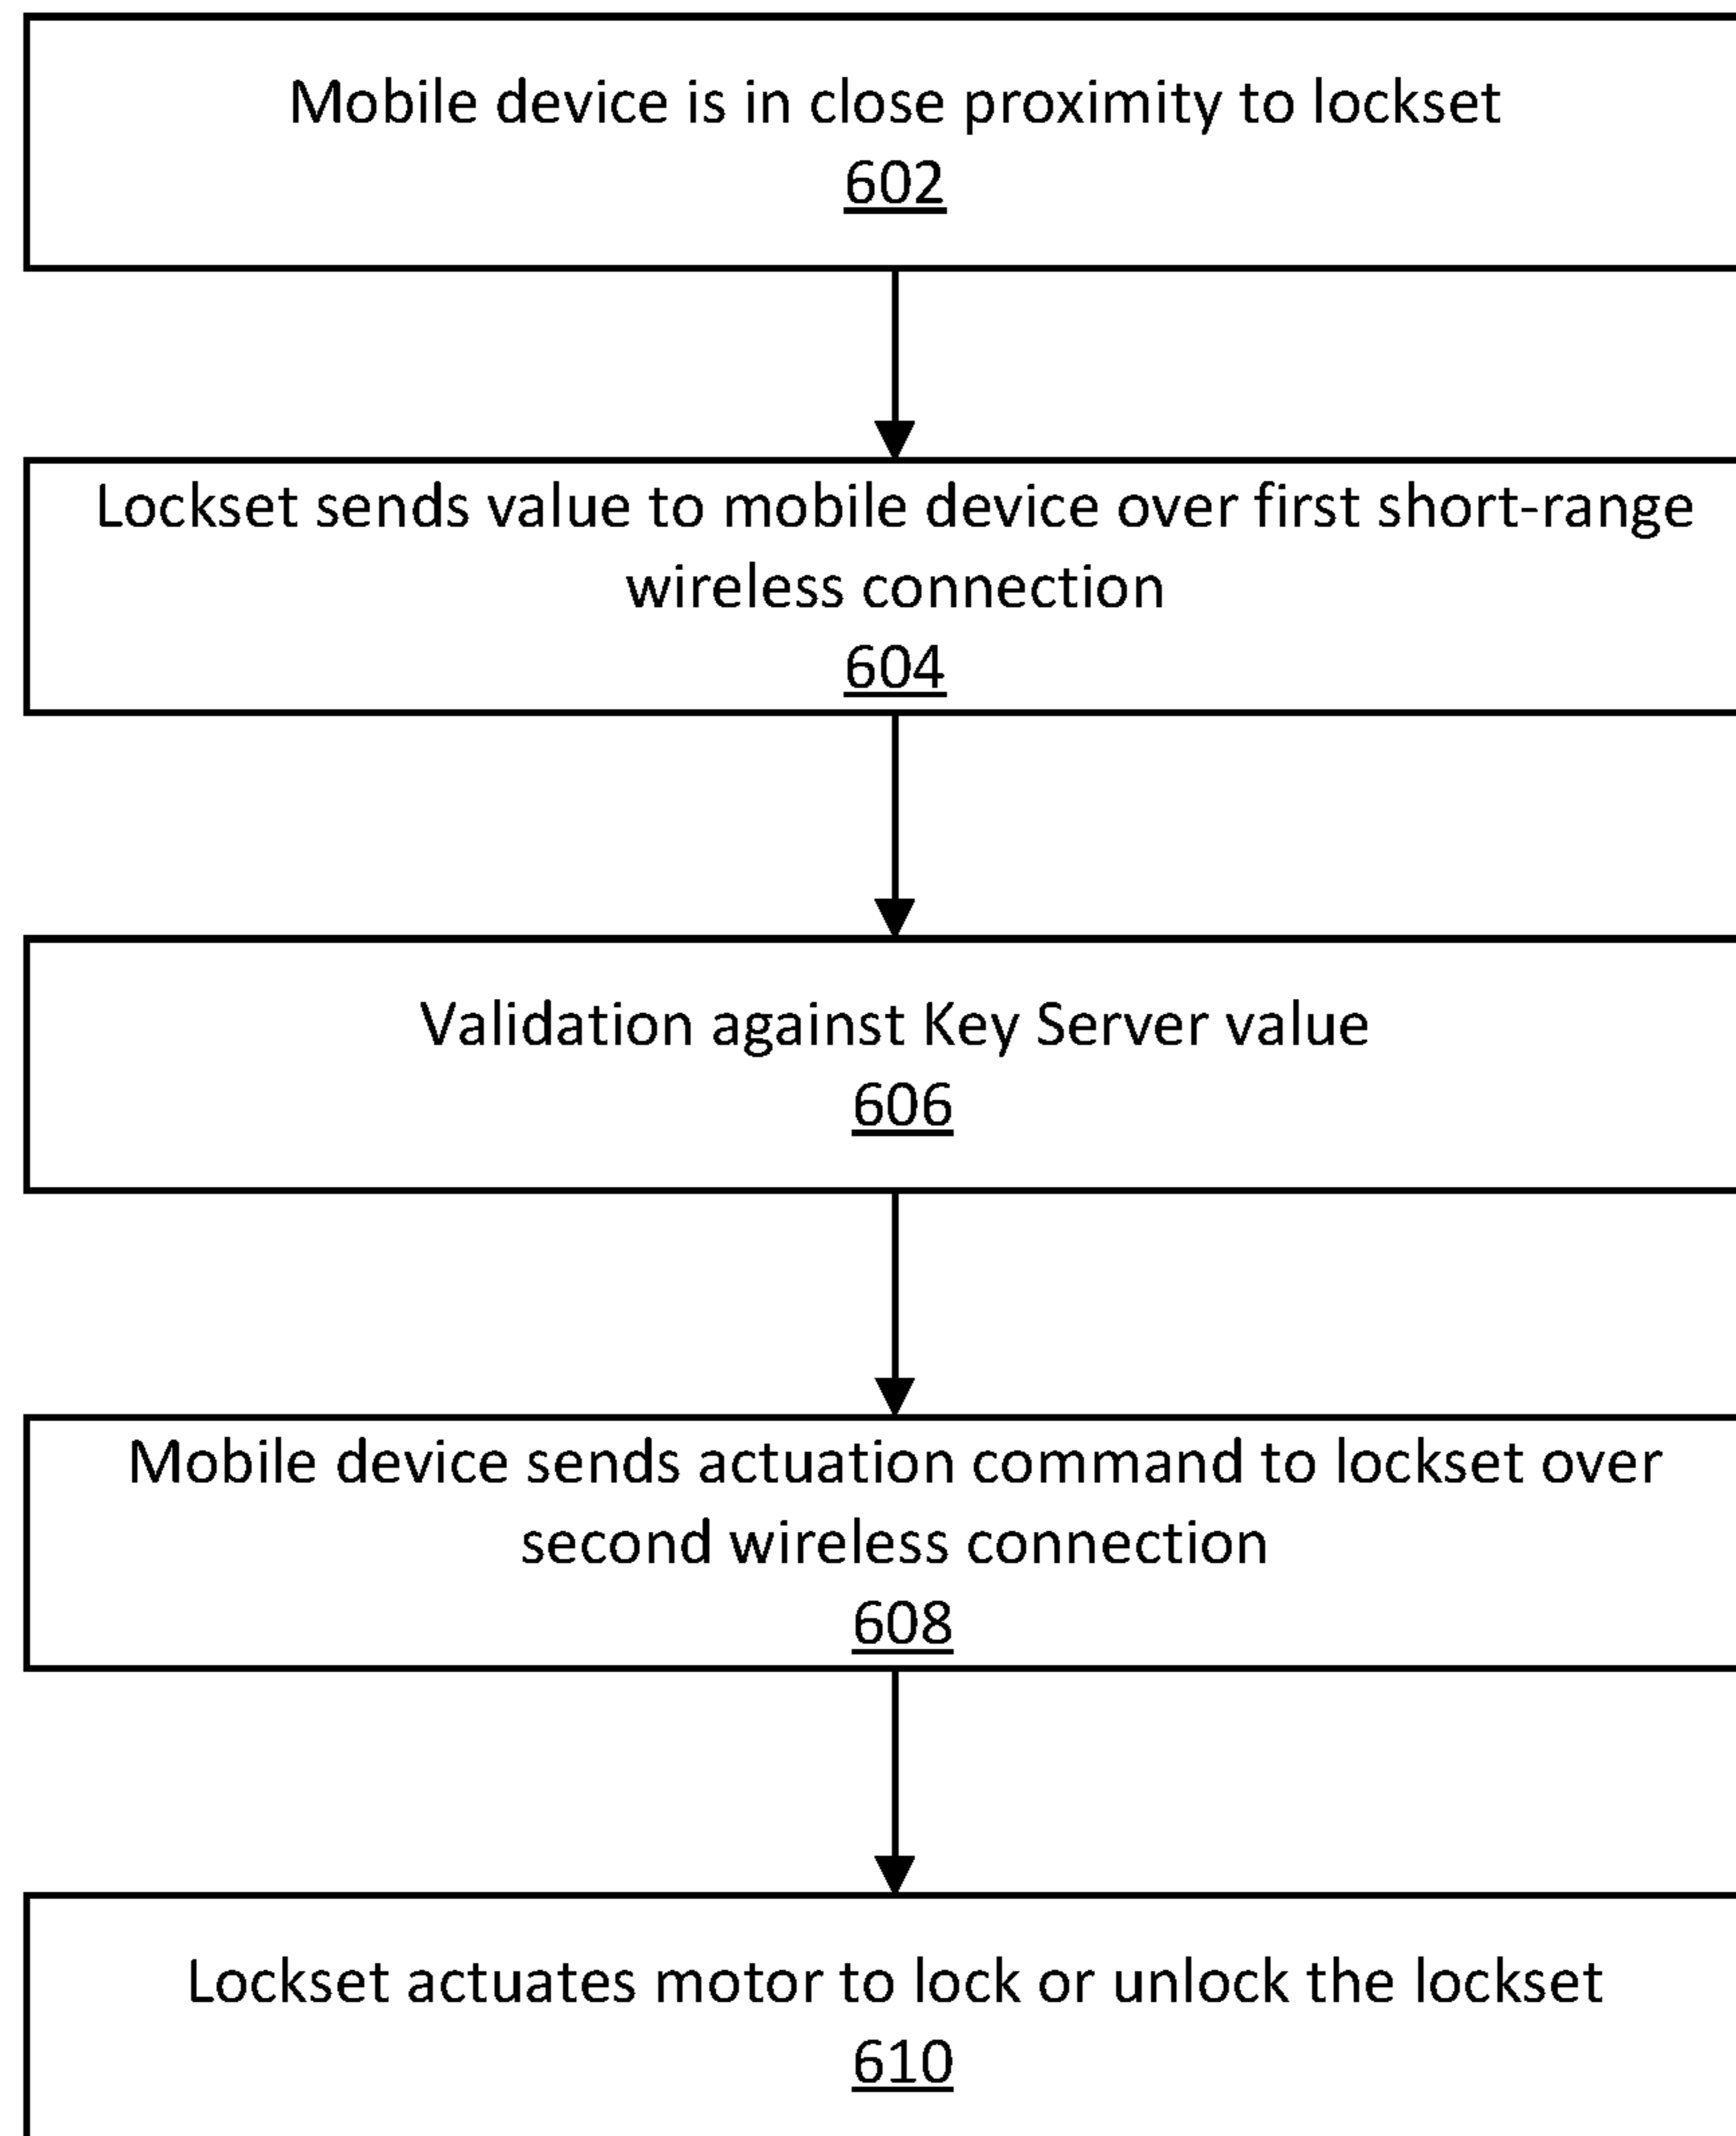 Mobile device is in close proximity to lockset
602
Lockset sends value to mobile device over first short-range
wireless connection
604
Validation against Key Server value
606
Mobile device sends actuation command to lockset over
second wireless connection
608
Lockset actuates motor to lock or unlock the lockset
610